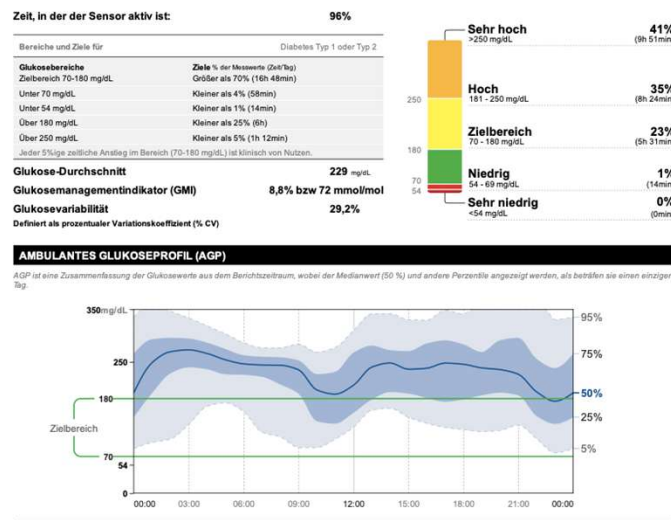 Zeit, in der der Sensor aktiv ist: 96%
Bereiche und Ziele für Diabetes Typ 1 oder Typ 2
Glukosebereiche Ziele % der Messwerte (Zeit/Tag)
Zielbereich 70-180 mg/dL Größer als 70% (16h 48min)
Unter 70 mg/dL Kleiner als 4% (58min)
Unter 54 mg/dL Kleiner als 1% (14min)
Über 180 mg/dL Kleiner als 25% (6h)
Über 250 mg/dL Kleiner als 5% (1h 12min)
Jeder 5%ige zeitliche Anstieg im Bereich (70-180 mg/dL) ist klinisch von Nutzen.
Glukose-Durchschnitt 229 mg/dL
Glukosemanagementindikator (GMI) 8,8% bzw 72 mmol/mol
Glukosevariabilität 29,2%
Definiert als prozentualer Variationskoeffizient (% CV)
250
180
70
54
Sehr hoch 41%
>250 mg/dL (9h 51min
Hoch 35%
181 - 250 mg/dL (8h 24min
Zielbereich 23%
70 - 180 mg/dL (5h 31min
Niedrig 1%
54 - 69 mg/dL (14min
Sehr niedrig 0%
<54 mg/dL (0min
AMBULANTES GLUKOSEPROFIL (AGP)
AGP ist eine Zusammenfassung der Glukosewerte aus dem Berichtszeitraum, wobei der Medianwert (50 %) und andere Perzentile angezeigt werden, als beträfen sie einen einzigen
Tag.
350mg/dL
250
180
Zielbereich
70
54
0
95%
75%
50%
25%
5%
00:00 03:00 06:00 09:00 12:00 15:00 18:00 21:00 00:00